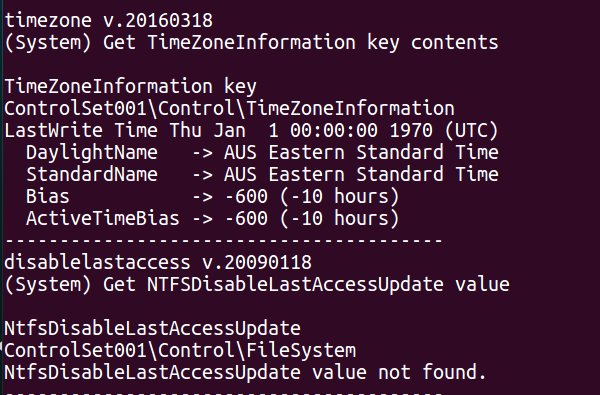 timezone v.20160318
(System) Get TimeZoneInformation key contents
TimeZoneInformation key
ControlSet001\Control\TimeZoneInformation
LastWrite Time Thu Jan  1 00:00:00 1970 (UTC)
  DaylightName   -> AUS Eastern Standard Time
  StandardName   -> AUS Eastern Standard Time
  Bias           -> -600 (-10 hours)
  ActiveTimeBias -> -600 (-10 hours)
----------------------------------------
disablelastaccess v.20090118
(System) Get NTFSDisableLastAccessUpdate value
NtfsDisableLastAccessUpdate
ControlSet001\Control\FileSystem
NtfsDisableLastAccessUpdate value not found.
----------------------------------------